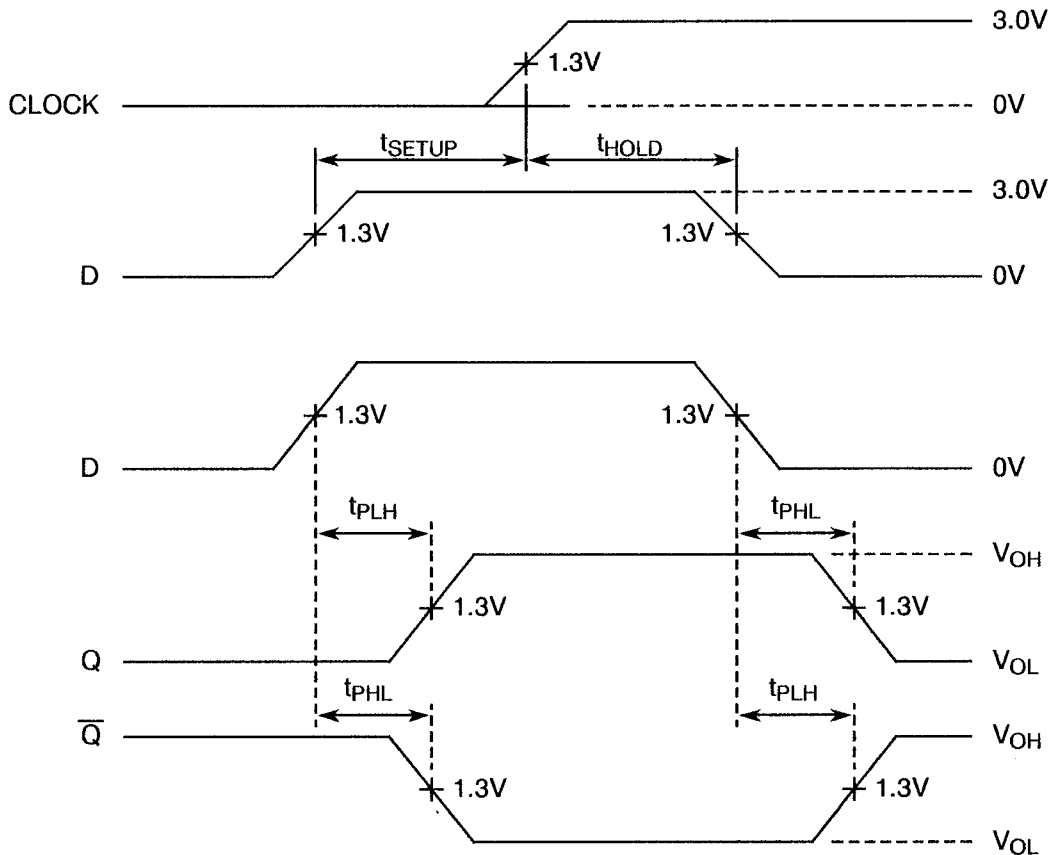 3.0V
1.3V
CLOCK 0V
tSETUP tHOLD
3.0V
1.3V 1.3V
D 0V
1.3V 1.3V
D 0V
tPLH tPHL
VOH
1.3V 1.3V
Q VOL
tPHL tPLH
Q̅ VOH
1.3V 1.3V
VOL